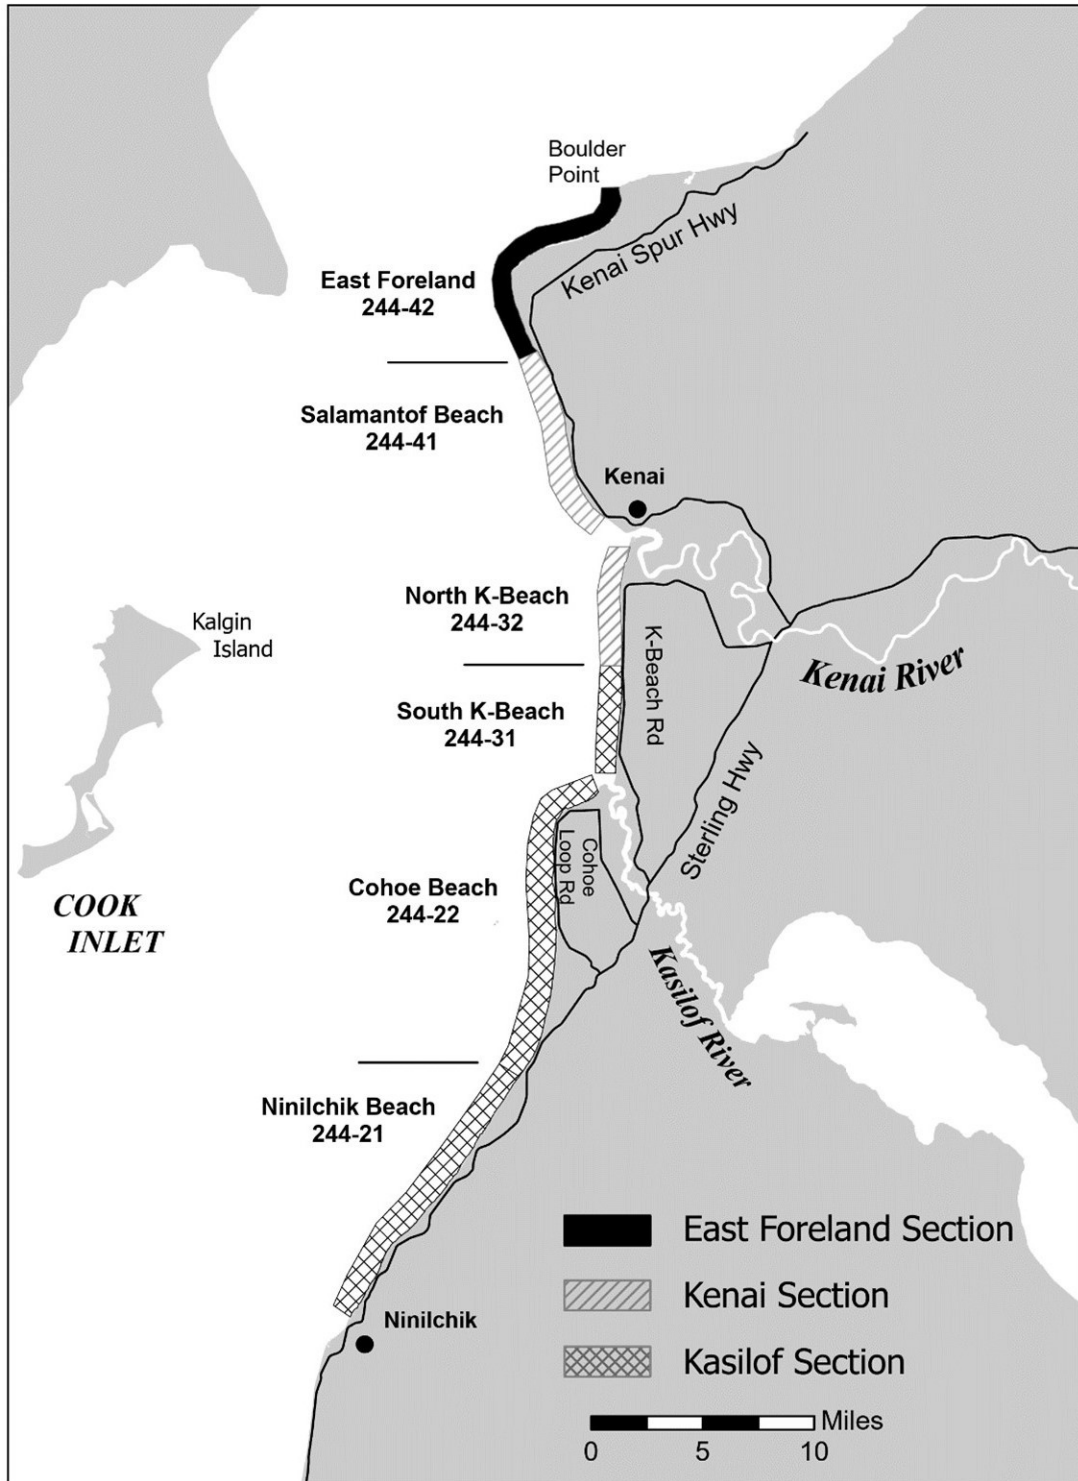 Boulder
Point
Kenai Spur Hwy
East Foreland
244-42
Salamantof Beach
244-41
Kenai
North K-Beach
244-32
Kalgin
Island
K-Beach Rd
Kenai River
South K-Beach
244-31
Sterling Hwy
Cohoe
Loop Rd
Cohoe Beach
244-22
COOK
INLET
Kasilof River
Ninilchik Beach
244-21
East Foreland Section
Kenai Section
Ninilchik
Kasilof Section
Miles
0 5 10